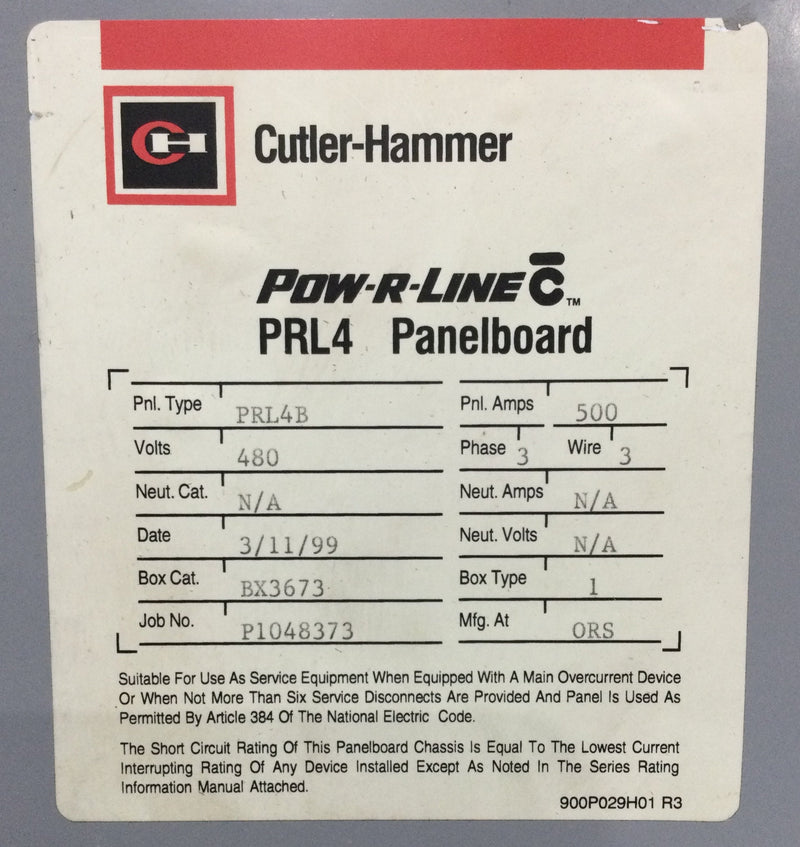 CH Cutler-Hammer
POW-R-LINE C™
PRL4 Panelboard
Pnl. Type PRL4B Pnl. Amps 500
Volts 480 Phase 3 Wire 3
Neut. Cat. N/A Neut. Amps N/A
Date 3/11/99 Neut. Volts N/A
Box Cat. BX3673 Box Type 1
Job No. P1048373 Mfg. At ORS
Suitable For Use As Service Equipment When Equipped With A Main Overcurrent Device
Or When Not More Than Six Service Disconnects Are Provided And Panel Is Used As
Permitted By Article 384 Of The National Electric Code.
The Short Circuit Rating Of This Panelboard Chassis Is Equal To The Lowest Current
Interrupting Rating Of Any Device Installed Except As Noted In The Series Rating
Information Manual Attached.
900P029H01 R3